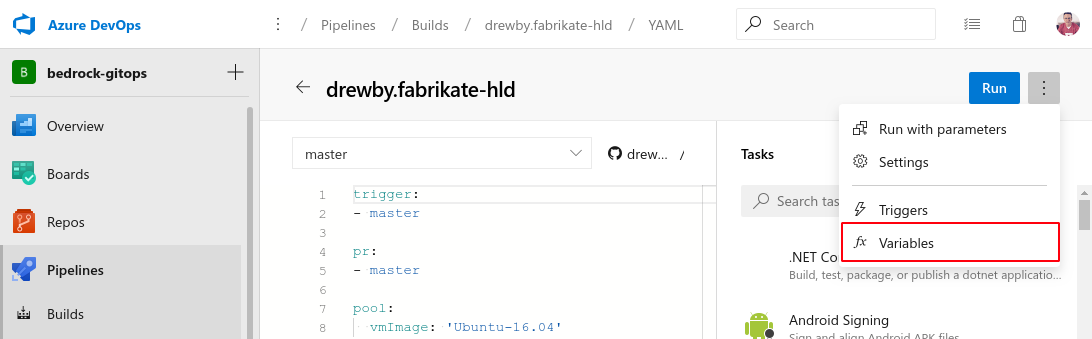 Azure DevOps / Pipelines / Builds / drewby.fabrikate-hld / YAML Search
B bedrock-gitops
drewby.fabrikate-hld Run
Overview
Boards
Repos
Pipelines
Builds
master drew... /
1 trigger:
2 - master
3
4 pr:
5 - master
6
7 pool:
8 vmImage: 'Ubuntu-16.04'
Tasks
Search tas
.NET Co
Build, test, package, or publish a dotnet applicatio...
Android Signing
Sign and align Android APK files
Run with parameters
Settings
Triggers
fx Variables